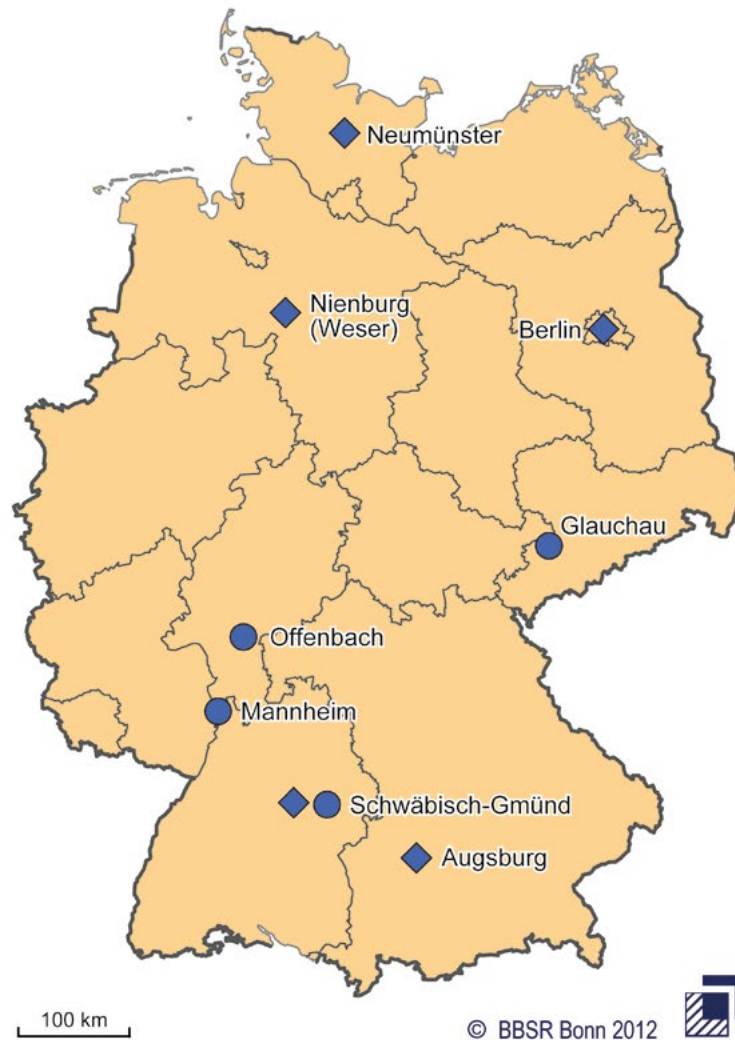 Neumünster
Nienburg
(Weser)
Berlin
Glauchau
Offenbach
Mannheim
Schwäbisch-Gmünd
Augsburg
100 km
© BBSR Bonn 2012